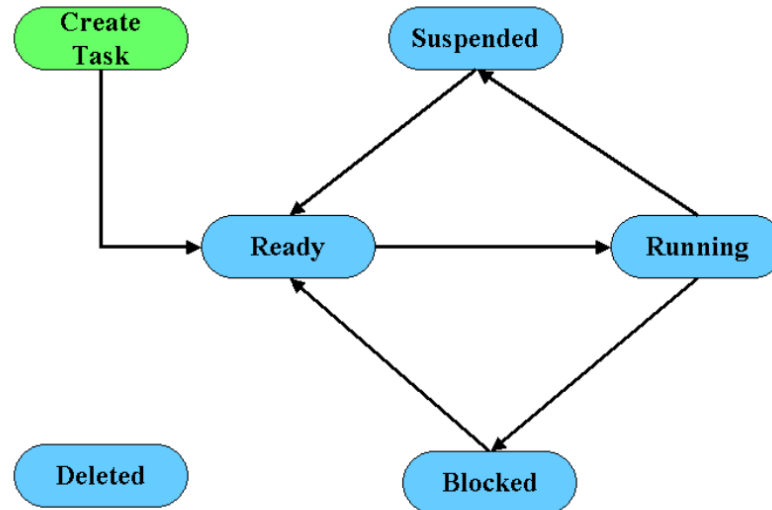 Create
Task
Suspended
Ready
Running
Deleted
Blocked